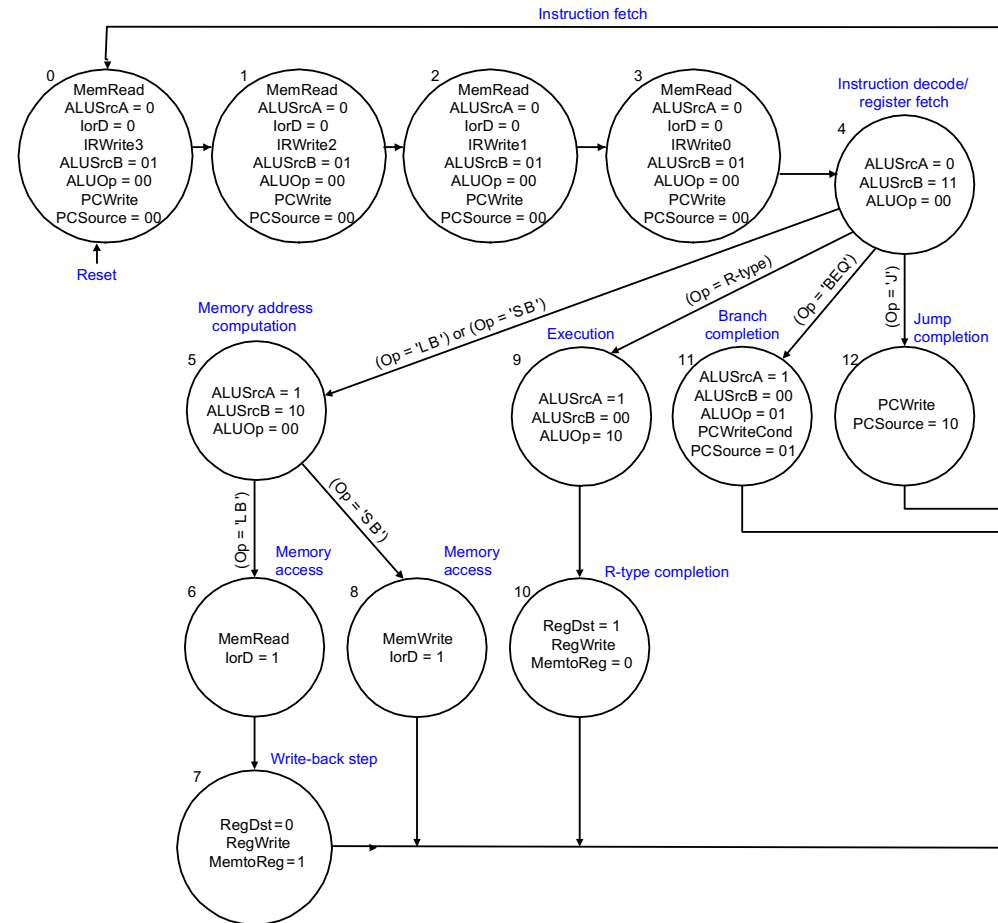 Instruction fetch
0
MemRead
ALUSrcA = 0
IorD = 0
IRWrite3
ALUSrcB = 01
ALUOp = 00
PCWrite
PCSource = 00
Reset
1
MemRead
ALUSrcA = 0
IorD = 0
IRWrite2
ALUSrcB = 01
ALUOp = 00
PCWrite
PCSource = 00
2
MemRead
ALUSrcA = 0
IorD = 0
IRWrite1
ALUSrcB = 01
ALUOp = 00
PCWrite
PCSource = 00
3
MemRead
ALUSrcA = 0
IorD = 0
IRWrite0
ALUSrcB = 01
ALUOp = 00
PCWrite
PCSource = 00
Instruction decode/
register fetch
4
ALUSrcA = 0
ALUSrcB = 11
ALUOp = 00
(Op = 'LB') or (Op = 'SB')
(Op = R-type)
(Op = 'BEQ')
(Op = 'J')
Memory address
computation
5
ALUSrcA = 1
ALUSrcB = 10
ALUOp = 00
Execution
9
ALUSrcA = 1
ALUSrcB = 00
ALUOp = 10
Branch
completion
11
ALUSrcA = 1
ALUSrcB = 00
ALUOp = 01
PCWriteCond
PCSource = 01
Jump
completion
12
PCWrite
PCSource = 10
(Op = 'LB')
(Op = 'SB')
Memory
access
6
MemRead
IorD = 1
Memory
access
8
MemWrite
IorD = 1
R-type completion
10
RegDst = 1
RegWrite
MemtoReg = 0
Write-back step
7
RegDst = 0
RegWrite
MemtoReg = 1